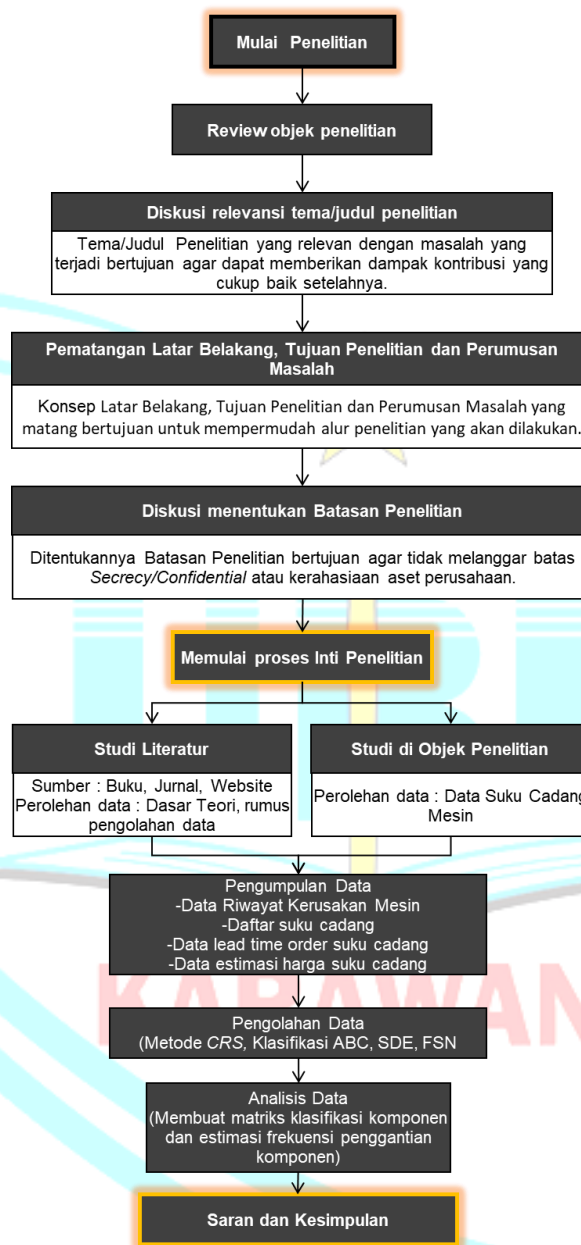 Mulai Penelitian
Review objek penelitian
Diskusi relevansi tema/judul penelitian
Tema/Judul Penelitian yang relevan dengan masalah yang
terjadi bertujuan agar dapat memberikan dampak kontribusi yang
cukup baik setelahnya.
Pematangan Latar Belakang, Tujuan Penelitian dan Perumusan
Masalah
Konsep Latar Belakang, Tujuan Penelitian dan Perumusan Masalah yang
matang bertujuan untuk mempermudah alur penelitian yang akan dilakukan.
Diskusi menentukan Batasan Penelitian
Ditentukannya Batasan Penelitian bertujuan agar tidak melanggar batas
Secrecy/Confidential atau kerahasiaan aset perusahaan.
Memulai proses Inti Penelitian
Studi Literatur
Sumber : Buku, Jurnal, Website
Perolehan data : Dasar Teori, rumus
pengolahan data
Studi di Objek Penelitian
Perolehan data : Data Suku Cadang
Mesin
Pengumpulan Data
-Data Riwayat Kerusakan Mesin
-Daftar suku cadang
-Data lead time order suku cadang
-Data estimasi harga suku cadang
KARAWAN
Pengolahan Data
(Metode CRS, Klasifikasi ABC, SDE, FSN
Analisis Data
(Membuat matriks klasifikasi komponen
dan estimasi frekuensi penggantian
komponen)
Saran dan Kesimpulan